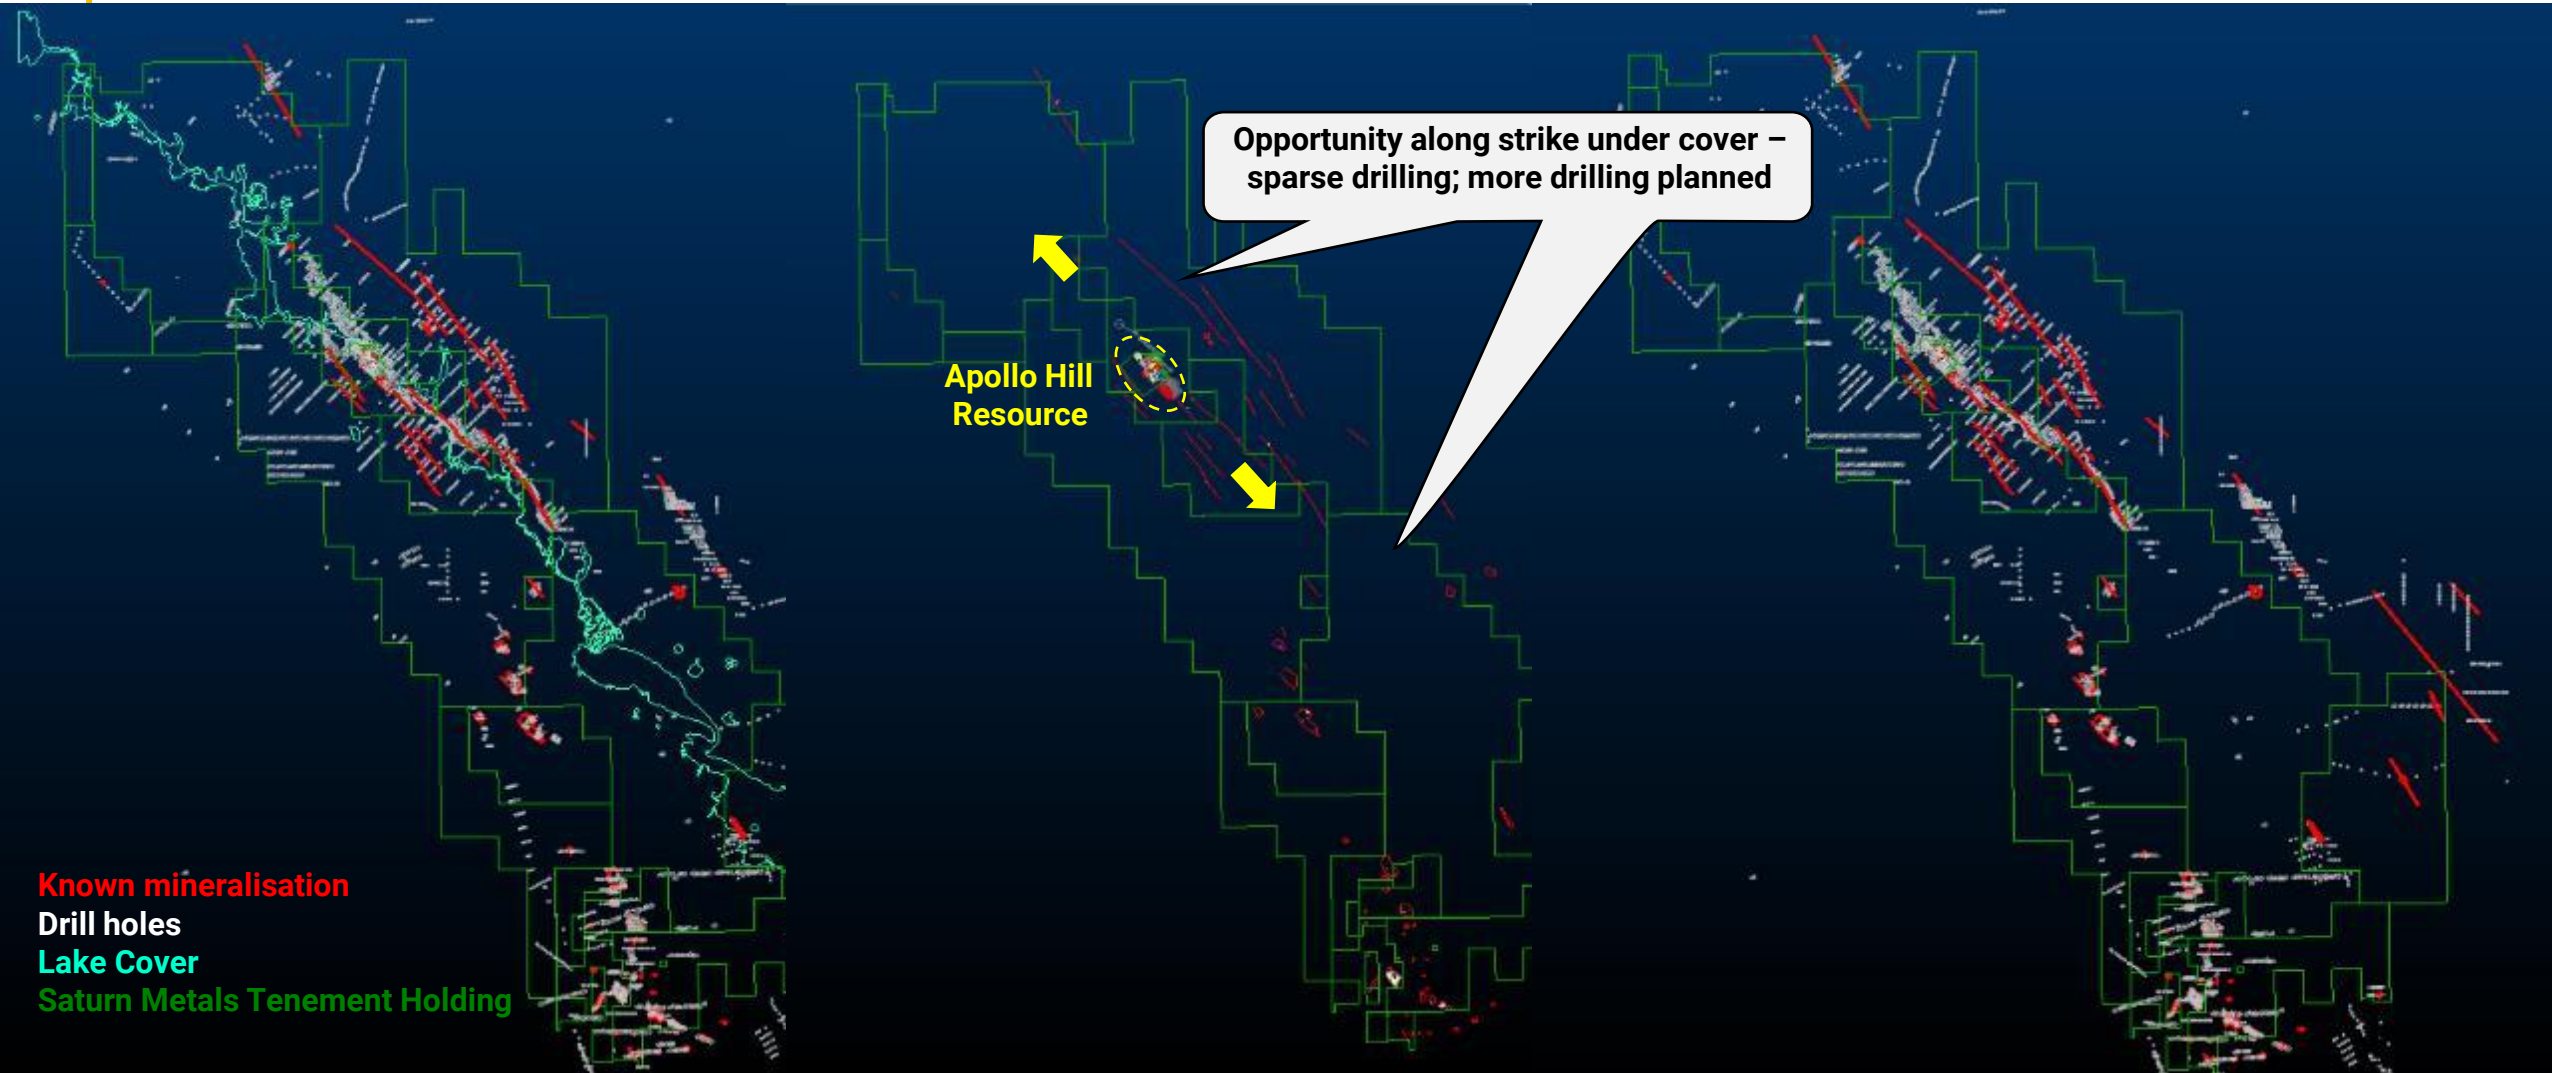 Opportunity along strike under cover –
sparse drilling; more drilling planned
Apollo Hill
Resource
Known mineralisation
Drill holes
Lake Cover
Saturn Metals Tenement Holding